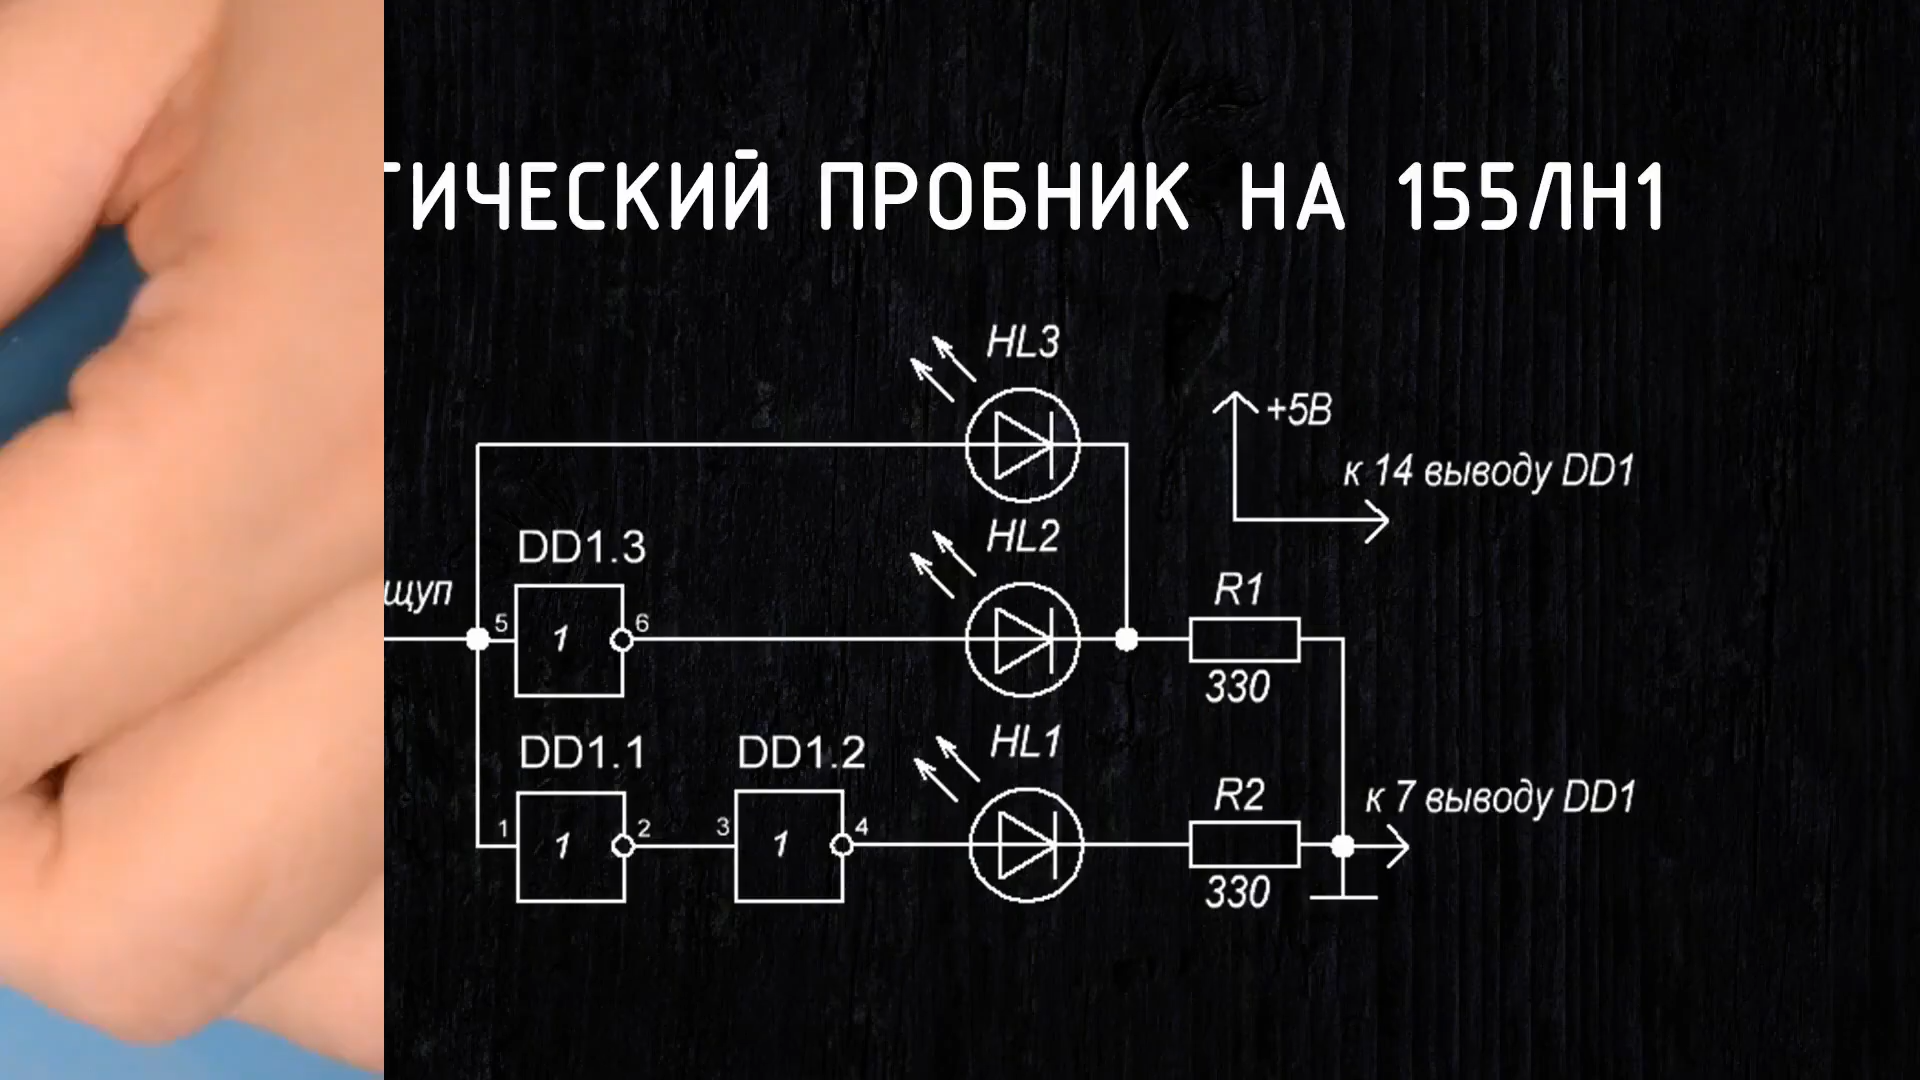 ТИЧЕСКИЙ ПРОБНИК НА 155ЛН1
HL3
+5В
к 14 выводу DD1
HL2
DD1.3
щуп
5
1
6
R1
330
HL1
DD1.1
DD1.2
R2
к 7 выводу DD1
1
1
2
3
1
4
330